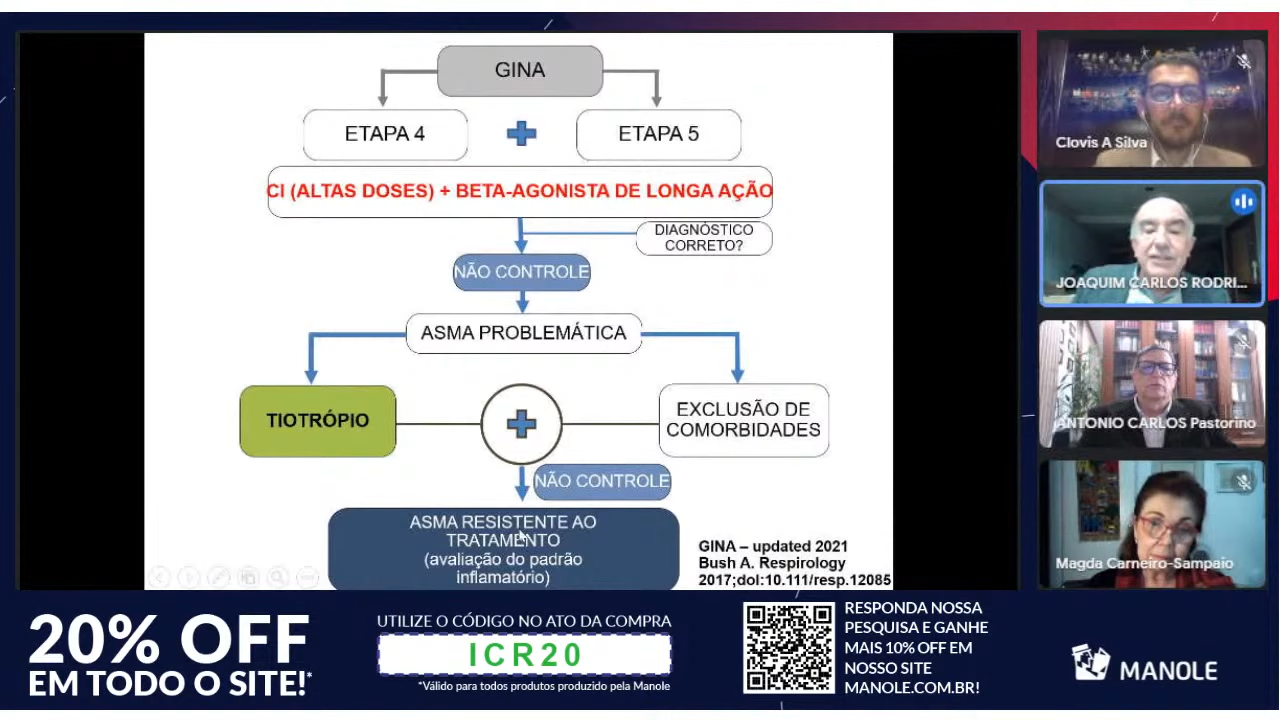 GINA
ETAPA 4
ETAPA 5
CI (ALTAS DOSES) + BETA-AGONISTA DE LONGA AÇÃO
DIAGNÓSTICO
CORRETO?
NÃO CONTROLE
ASMA PROBLEMÁTICA
TIOTRÓPIO
EXCLUSÃO DE
COMORBIDADES
NÃO CONTROLE
ASMA RESISTENTE AO
TRATAMENTO
(avaliação do padrão
inflamatório)
GINA – updated 2021
Bush A. Respirology
2017;doi:10.111/resp.12085
Clovis A Silva
JOAQUIM CARLOS RODRI...
ANTONIO CARLOS Pastorino
Magda Carneiro-Sampaio
20% OFF
EM TODO O SITE!*
UTILIZE O CÓDIGO NO ATO DA COMPRA
ICR20
*Válido para todos produtos produzido pela Manole
RESPONDA NOSSA
PESQUISA E GANHE
MAIS 10% OFF EM
NOSSO SITE
MANOLE.COM.BR!
MANOLE